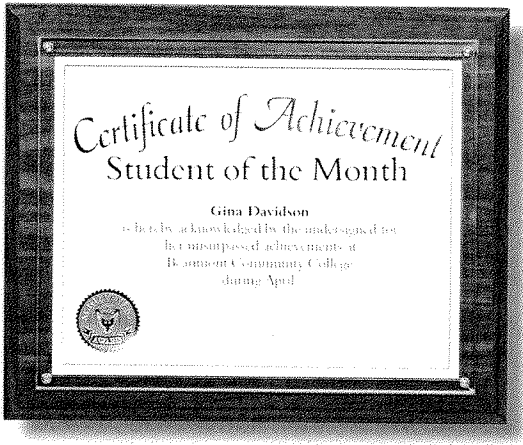 Certificate of Achievement
Student of the Month
Gina Davidson
is hereby acknowledged by the undersigned for
her unsurpassed achievements at
Beaumont Community College
during April
AWARD